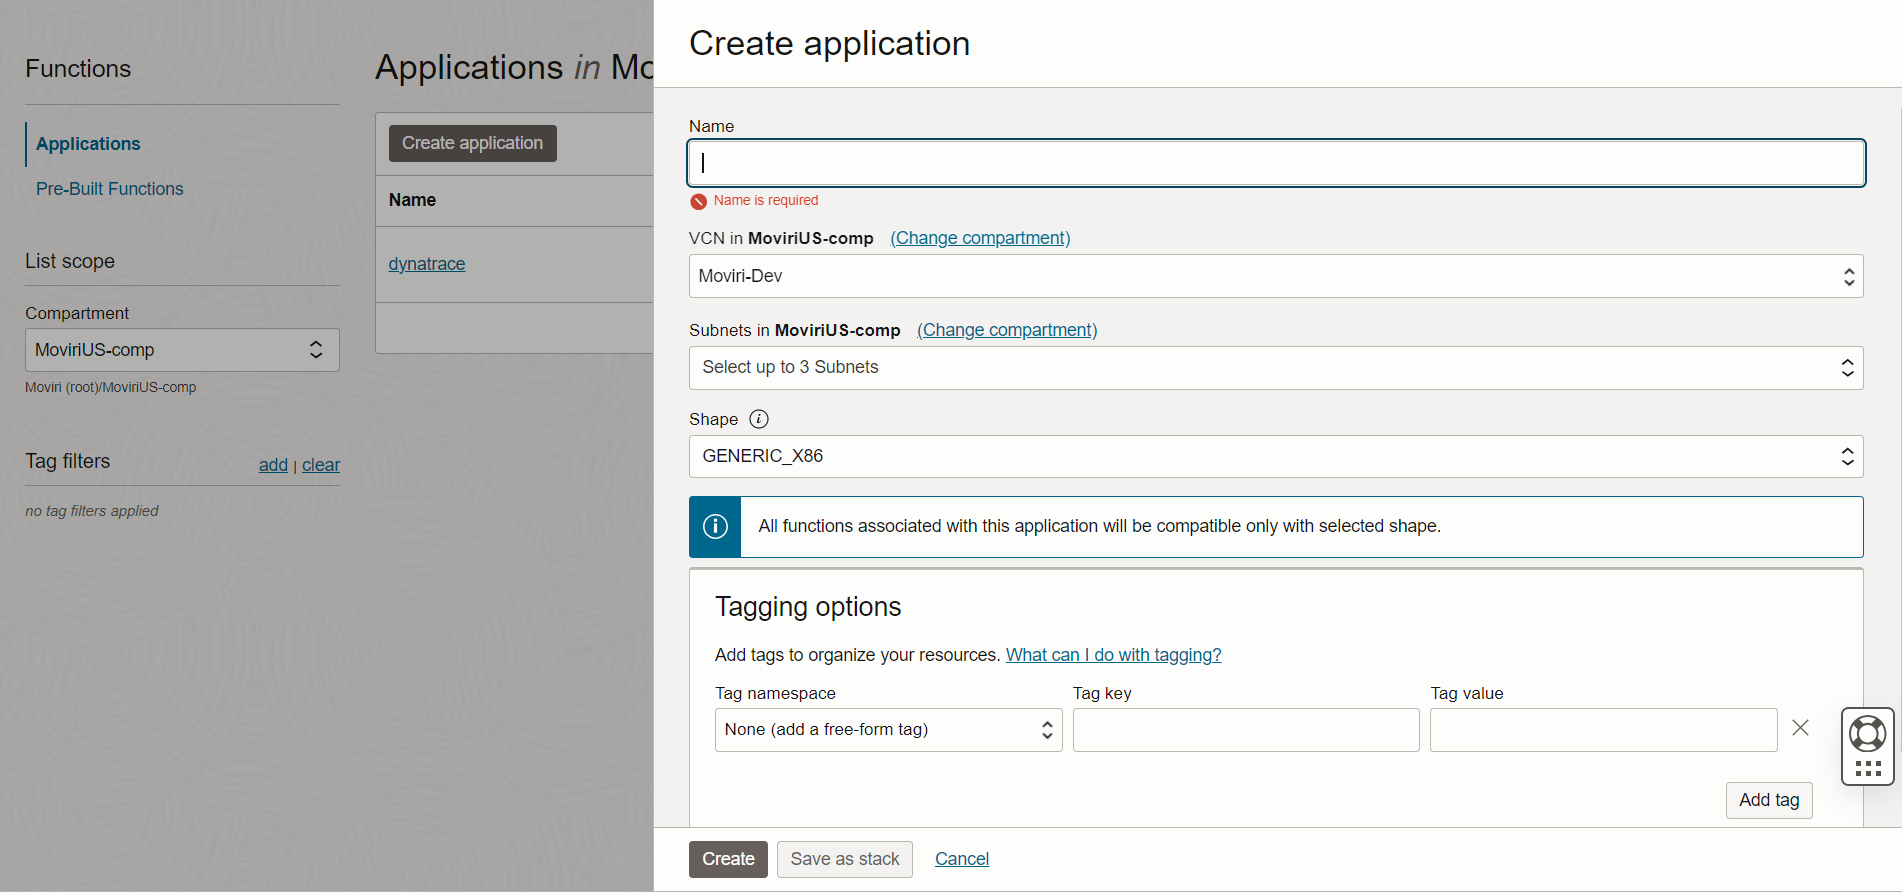 Functions
Applications
Pre-Built Functions
List scope
Compartment
MoviriUS-comp
Moviri (root)/MoviriUS-comp
Tag filters
add | clear
no tag filters applied
Applications in Mo
Create application
Name
dynatrace
Create application
Name
Name is required
VCN in MoviriUS-comp (Change compartment)
Moviri-Dev
Subnets in MoviriUS-comp (Change compartment)
Select up to 3 Subnets
Shape i
GENERIC_X86
All functions associated with this application will be compatible only with selected shape.
Tagging options
Add tags to organize your resources. What can I do with tagging?
Tag namespace
None (add a free-form tag)
Tag key
Tag value
Add tag
Create
Save as stack
Cancel